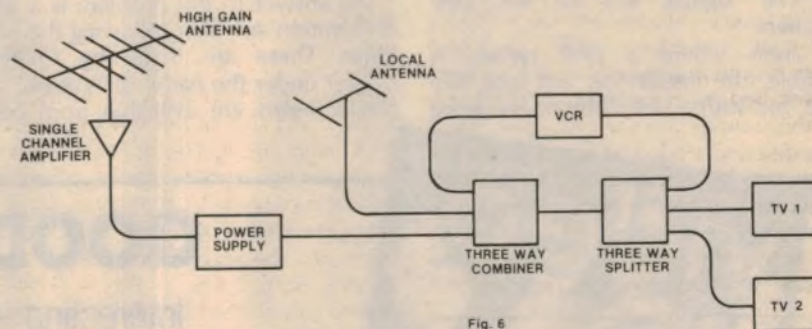 HIGH GAIN
ANTENNA
LOCAL
ANTENNA
SINGLE
CHANNEL
AMPLIFIER
VCR
POWER
SUPPLY
THREE WAY
COMBINER
THREE WAY
SPLITTER
TV 1
TV 2
Fig. 6